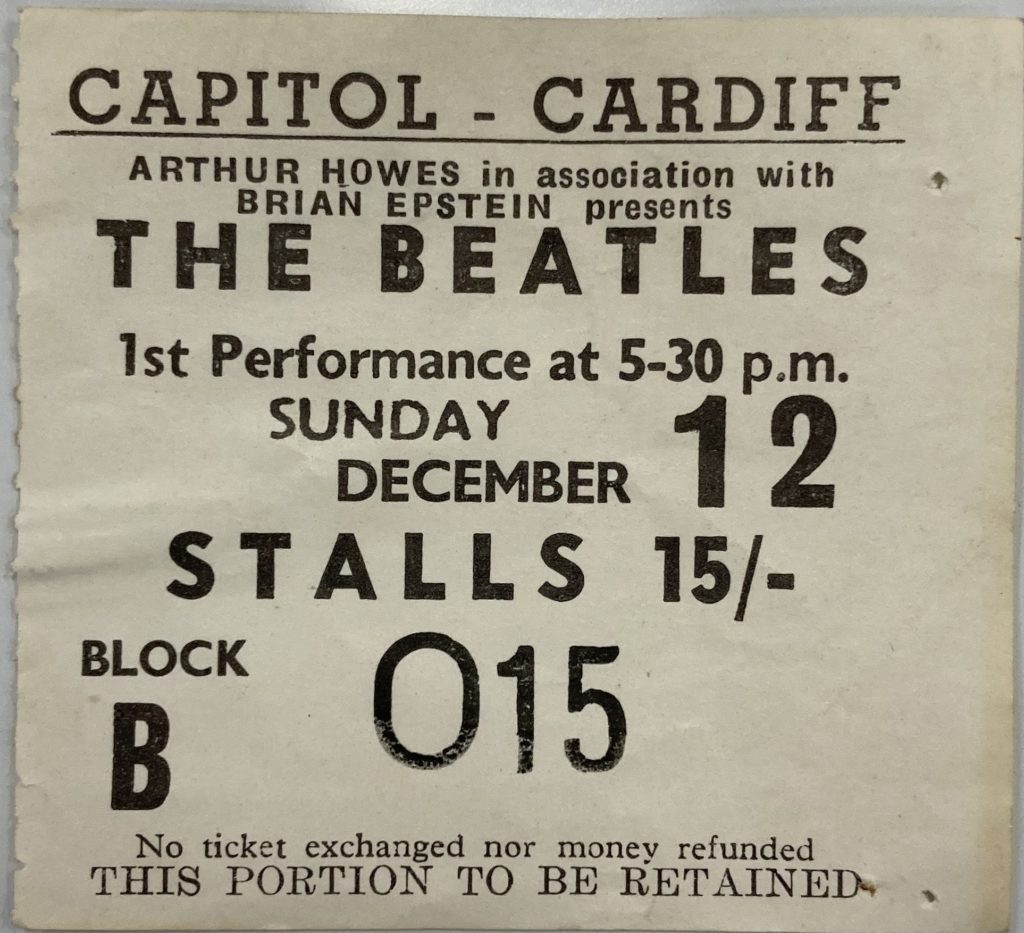 CAPITOL - CARDIFF
ARTHUR HOWES in association with
BRIAN EPSTEIN presents
THE BEATLES
1st Performance at 5-30 p.m.
SUNDAY
DECEMBER 12
STALLS 15/-
BLOCK
B O15
No ticket exchanged nor money refunded
THIS PORTION TO BE RETAINED